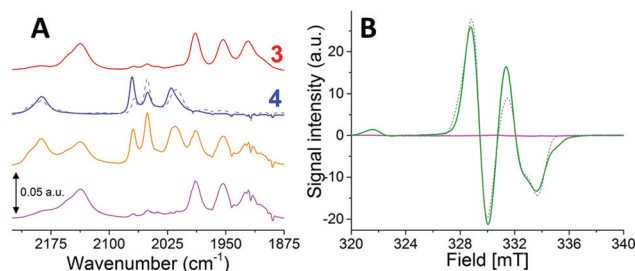 A
3
4
0.05 a.u.
2175 2100 2025 1950 1875
Wavenumber (cm⁻¹)
B
Signal intensity (a.u.)
20
10
0
-10
-20
320 324 328 332 336 340
Field [mT]